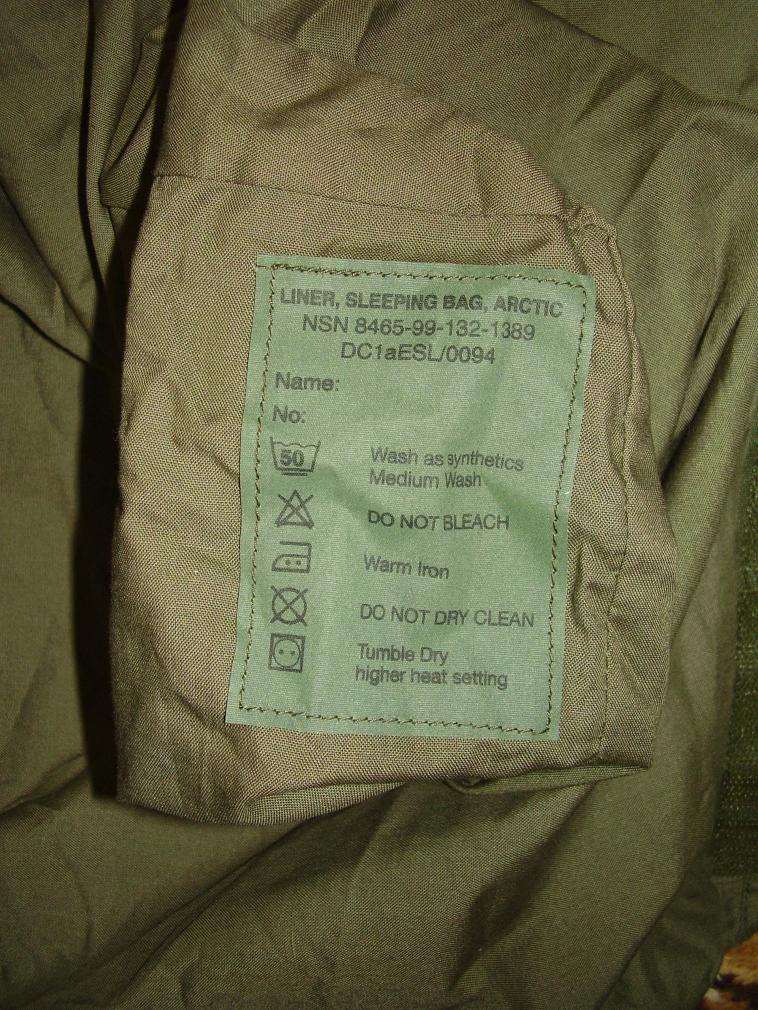 LINER, SLEEPING BAG, ARCTIC
NSN 8465-99-132-1389
DC1aESL/0094
Name:
No:
50 Wash as synthetics
Medium Wash
DO NOT BLEACH
Warm Iron
DO NOT DRY CLEAN
Tumble Dry
higher heat setting